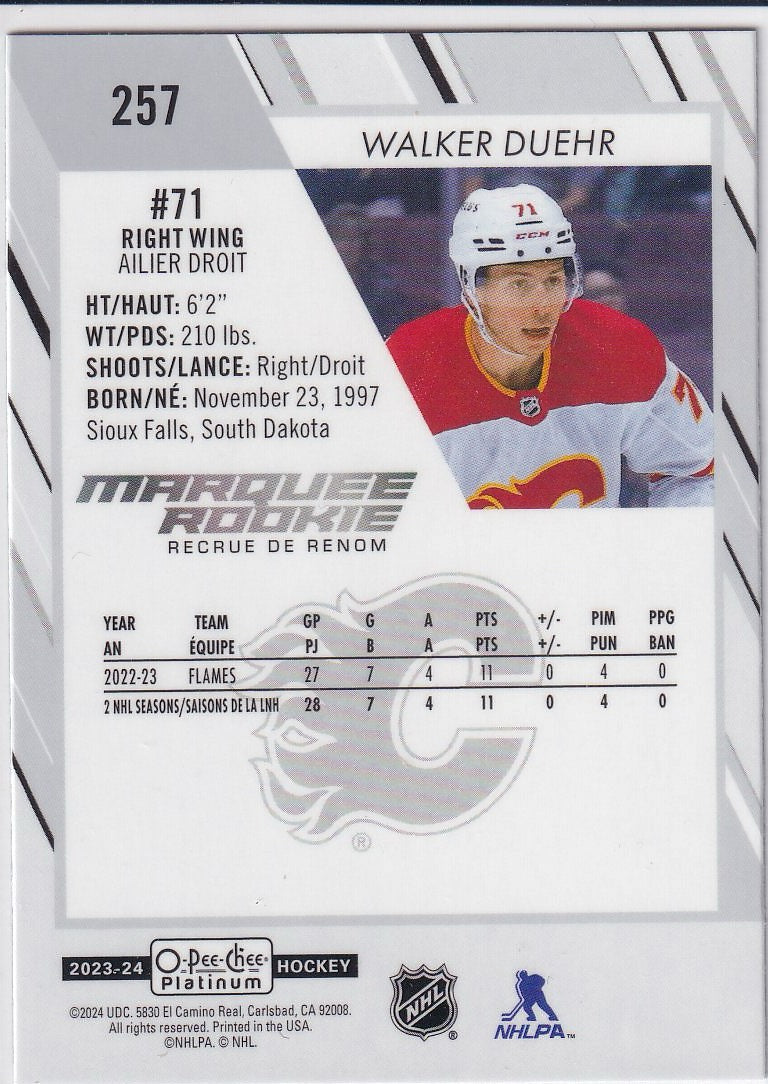 257
WALKER DUEHR
#71
RIGHT WING
AILIER DROIT
HT/HAUT: 6'2"
WT/PDS: 210 lbs.
SHOOTS/LANCE: Right/Droit
BORN/NÉ: November 23, 1997
Sioux Falls, South Dakota
71
CCM
MARQUEE
ROOKIE
RECRUE DE RENOM
YEAR TEAM GP G A PTS +/- PIM PPG
AN ÉQUIPE PJ B A PTS +/- PUN BAN
2022-23 FLAMES 27 7 4 11 0 4 0
2 NHL SEASONS/SAISONS DE LA LNH 28 7 4 11 0 4 0
®
2023-24 O-Pee-Chee® HOCKEY
Platinum
©2024 UDC. 5830 El Camino Real, Carlsbad, CA 92008.
All rights reserved. Printed in the USA.
©NHLPA. © NHL.
NHL ®
NHLPA™